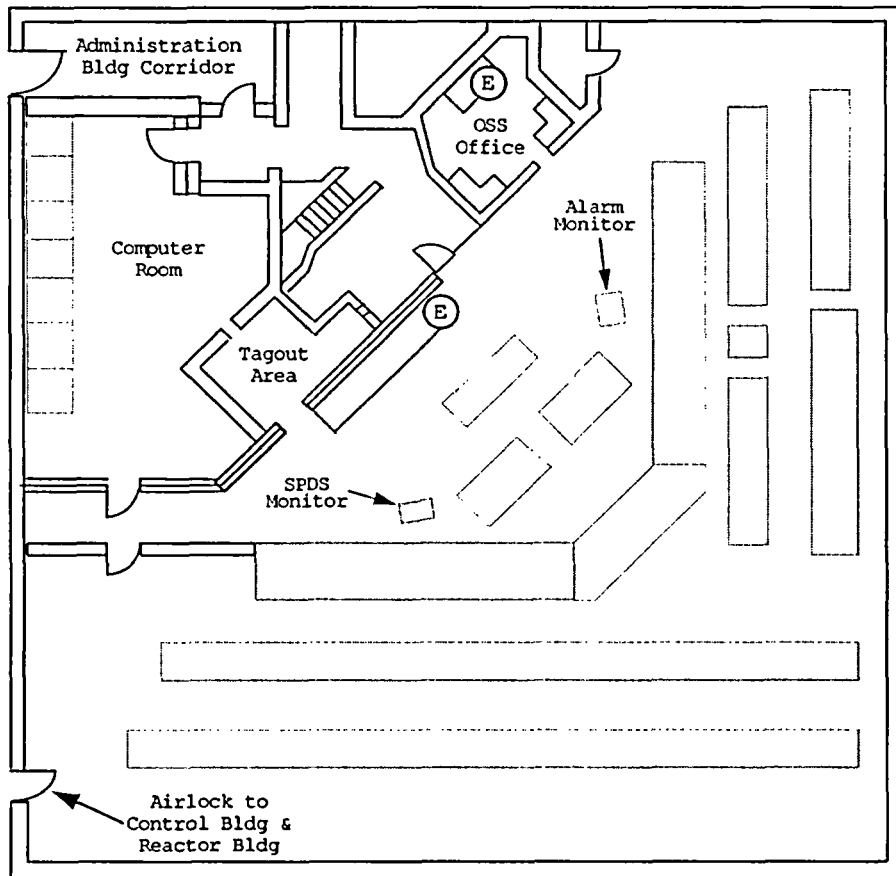 Administration
Bldg Corridor
E
OSS
Office
Alarm
Monitor
Computer
Room
E
Tagout
Area
SPDS
Monitor
Airlock to
Control Bldg &
Reactor Bldg